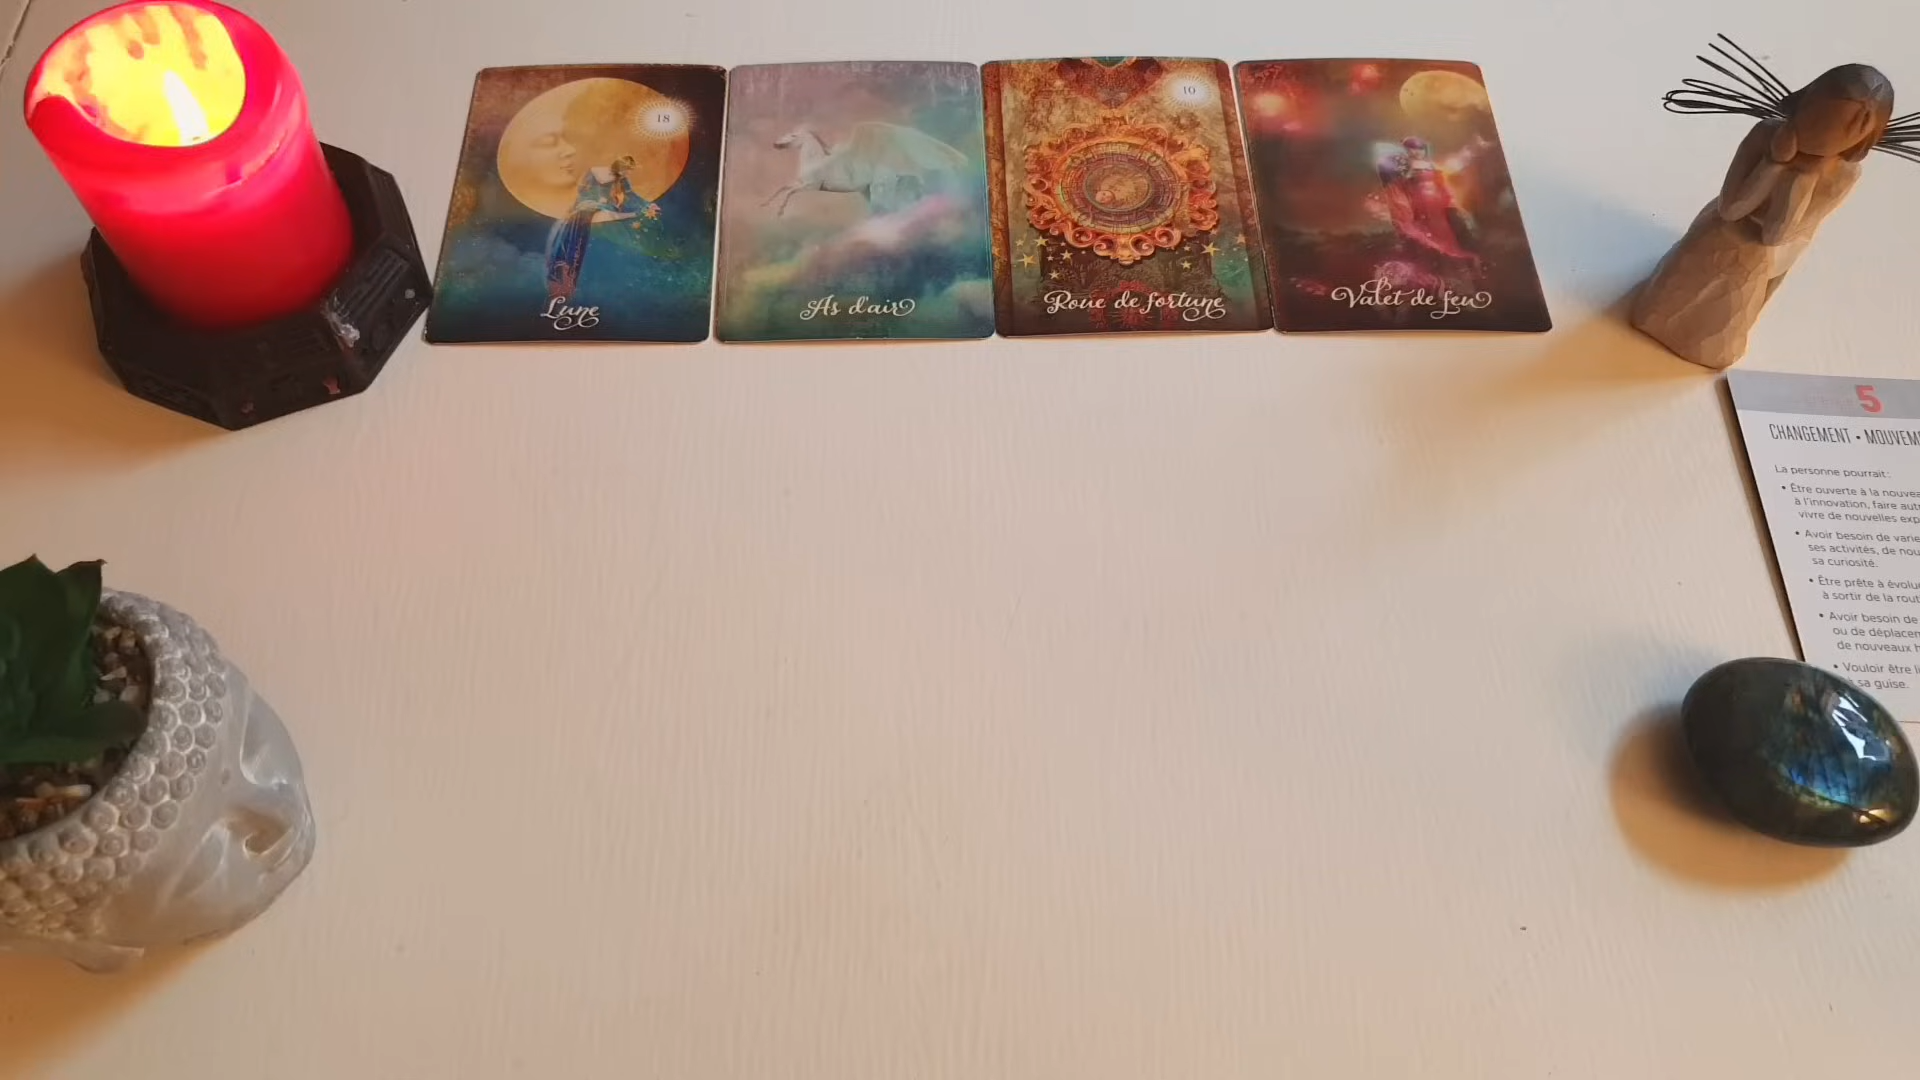 18
Lune
As d'air
10
Roue de fortune
Valet de feu
5
CHANGEMENT • MOUVEM
La personne pourrait :
• Être ouverte à la nouvea
à l'innovation, faire aut
vivre de nouvelles exp
• Avoir besoin de varie
ses activités, de nou
sa curiosité.
• Être prête à évolu
à sortir de la rout
• Avoir besoin de
ou de déplacem
de nouveaux h
• Vouloir être li
sa guise.